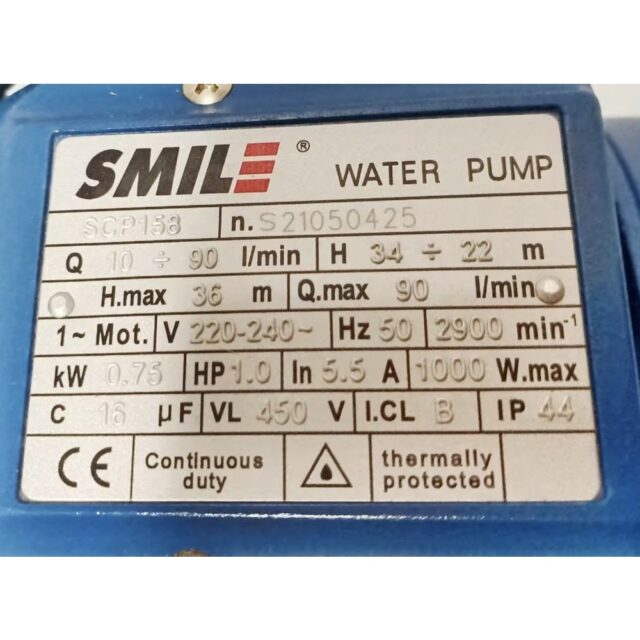 SMILE ® WATER PUMP
SCP158 n. S21050425
Q 10 ÷ 90 l/min H 34 ÷ 22 m
H.max 36 m Q.max 90 l/min
1~ Mot. V 220-240~ Hz 50 2900 min⁻¹
kW 0.75 HP 1.0 In 5.5 A 1000 W.max
C 16 µF VL 450 V I.CL B IP 44
CE Continuous duty thermally protected